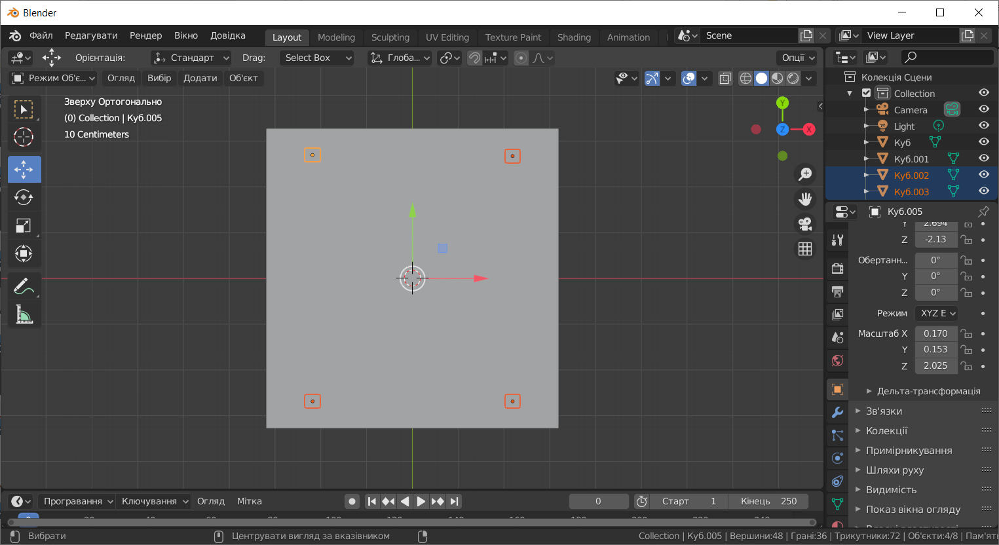 Blender
Файл Редагувати Рендер Вікно Довідка Layout Modeling Sculpting UV Editing Texture Paint Shading Animation Scene View Layer
Орієнтація: Стандарт Drag: Select Box Глоба... Опції
Режим Об'є... Огляд Вибір Додати Об'єкт
Зверху Ортогонально
(0) Collection | Куб.005
10 Centimeters
Y
Z X
Колекція Сцени
Collection
Camera
Light
Куб
Куб.001
Куб.002
Куб.003
Куб.005
Y 2.694
Z -2.13
Обертанн... 0°
Y 0°
Z 0°
Режим XYZ E
Масштаб X 0.170
Y 0.153
Z 2.025
Дельта-трансформація
Зв'язки
Колекції
Примірникування
Шляхи руху
Видимість
Показ вікна огляду
Програвання Ключування Огляд Мітка 0 Старт 1 Кінець 250
Вибрати Центрувати вигляд за вказівником Collection | Куб.005 | Вершини:48 | Грані:36 | Трикутники:72 | Об'єкти:4/8 | Пам'ять